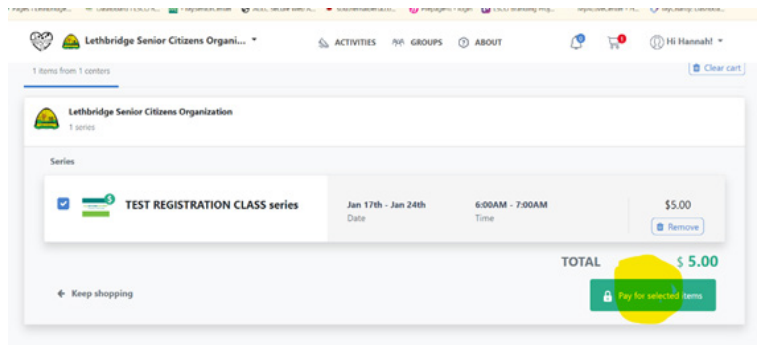 Lethbridge Senior Citizens Organi...
ACTIVITIES GROUPS ABOUT
Hi Hannah!
1 items from 1 centers
Clear cart
Lethbridge Senior Citizens Organization
1 series
Series
TEST REGISTRATION CLASS series
Jan 17th - Jan 24th 6:00AM - 7:00AM $5.00
Date Time
Remove
TOTAL $ 5.00
Keep shopping
Pay for selected items